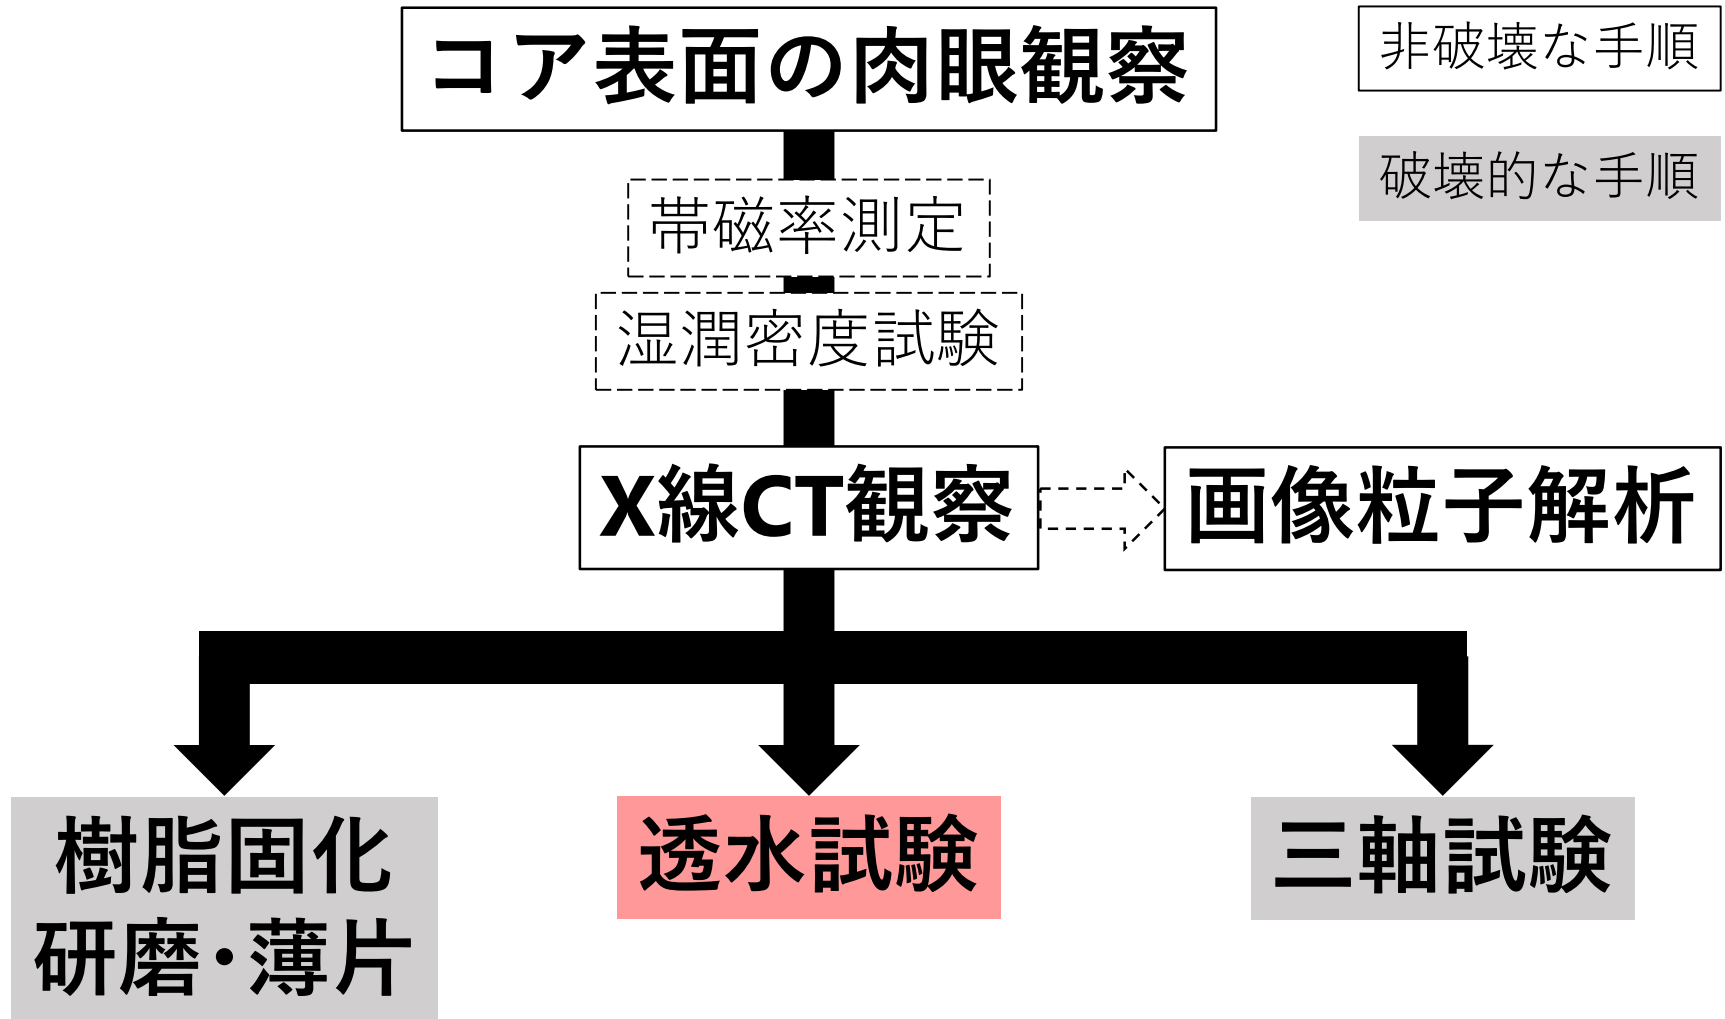 コア表面の肉眼観察
非破壊な手順
破壊的な手順
帯磁率測定
湿潤密度試験
X線CT観察
画像粒子解析
樹脂固化
研磨・薄片
透水試験
三軸試験